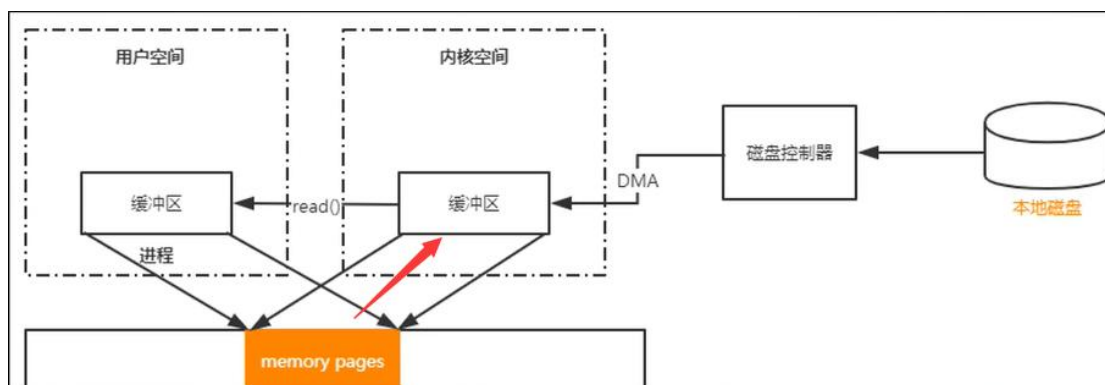 用户空间
内核空间
磁盘控制器
DMA
缓冲区
read()
缓冲区
本地磁盘
进程
memory pages